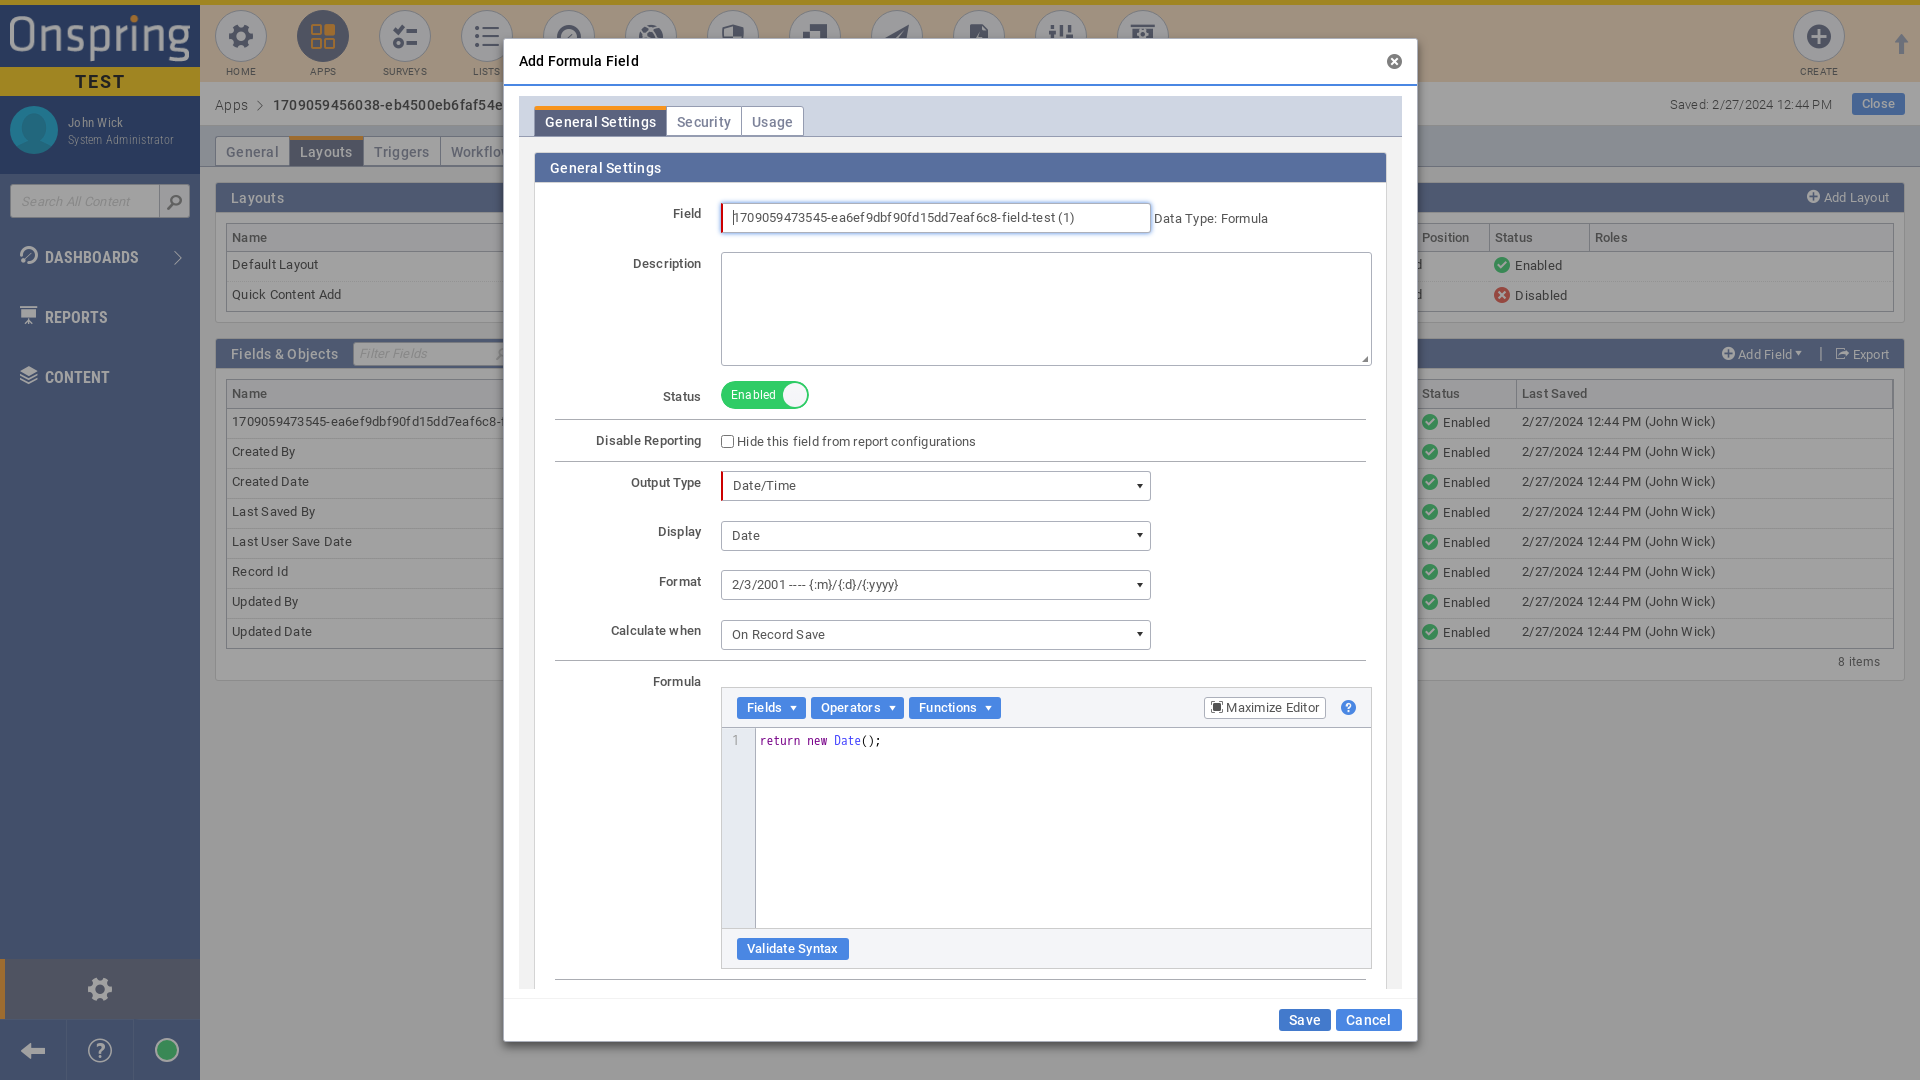 Onspring
TEST
John Wick
System Administrator
Search All Content
DASHBOARDS
REPORTS
CONTENT
HOME
APPS
SURVEYS
LISTS
CREATE
Apps
1709059456038-eb4500eb6faf54e
Saved: 2/27/2024 12:44 PM
Close
General
Layouts
Triggers
Layouts
Add Layout
Name
Position
Status
Roles
Default Layout
Enabled
Quick Content Add
Disabled
Fields & Objects
Filter Fields
Add Field
Export
Name
Status
Last Saved
1709059473545-ea6ef9dbf90fd15dd7eaf6c8-
Enabled
2/27/2024 12:44 PM (John Wick)
Created By
Enabled
2/27/2024 12:44 PM (John Wick)
Created Date
Enabled
2/27/2024 12:44 PM (John Wick)
Last Saved By
Enabled
2/27/2024 12:44 PM (John Wick)
Last User Save Date
Enabled
2/27/2024 12:44 PM (John Wick)
Record Id
Enabled
2/27/2024 12:44 PM (John Wick)
Updated By
Enabled
2/27/2024 12:44 PM (John Wick)
Updated Date
Enabled
2/27/2024 12:44 PM (John Wick)
8 items
Add Formula Field
General Settings
Security
Usage
General Settings
Field
1709059473545-ea6ef9dbf90fd15dd7eaf6c8-field-test (1)
Data Type: Formula
Description
Status
Enabled
Disable Reporting
Hide this field from report configurations
Output Type
Date/Time
Display
Date
Format
2/3/2001 ---- {:m}/{:d}/{:yyyy}
Calculate when
On Record Save
Formula
Fields
Operators
Functions
Maximize Editor
1
return new Date();
Validate Syntax
Save
Cancel